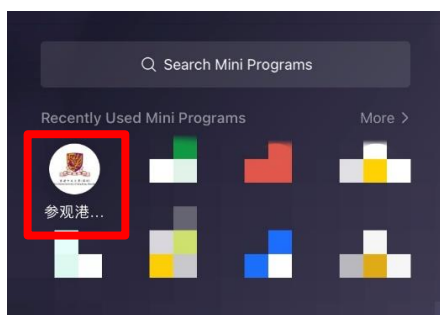 Search Mini Programs
Recently Used Mini Programs
More >
参观港...